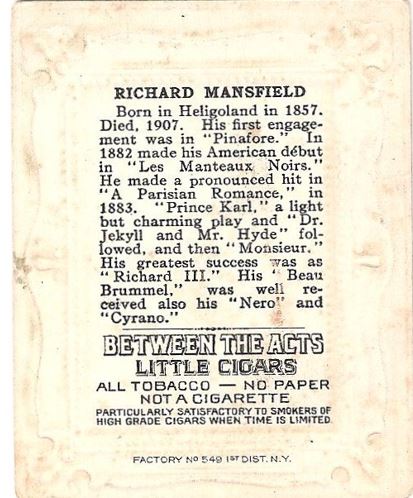 RICHARD MANSFIELD
Born in Heligoland in 1857.
Died, 1907. His first engage-
ment was in "Pinafore." In
1882 made his American début
in "Les Manteaux Noirs."
He made a pronounced hit in
"A Parisian Romance," in
1883. "Prince Karl," a light
but charming play and "Dr.
Jekyll and Mr. Hyde" fol-
lowed, and then "Monsieur."
His greatest success was as
"Richard III." His "Beau
Brummel," was well re-
ceived also his "Nero" and
"Cyrano."
BETWEEN THE ACTS
LITTLE CIGARS
ALL TOBACCO — NO PAPER
NOT A CIGARETTE
PARTICULARLY SATISFACTORY TO SMOKERS OF
HIGH GRADE CIGARS WHEN TIME IS LIMITED
FACTORY No 549 1ST DIST. N.Y.